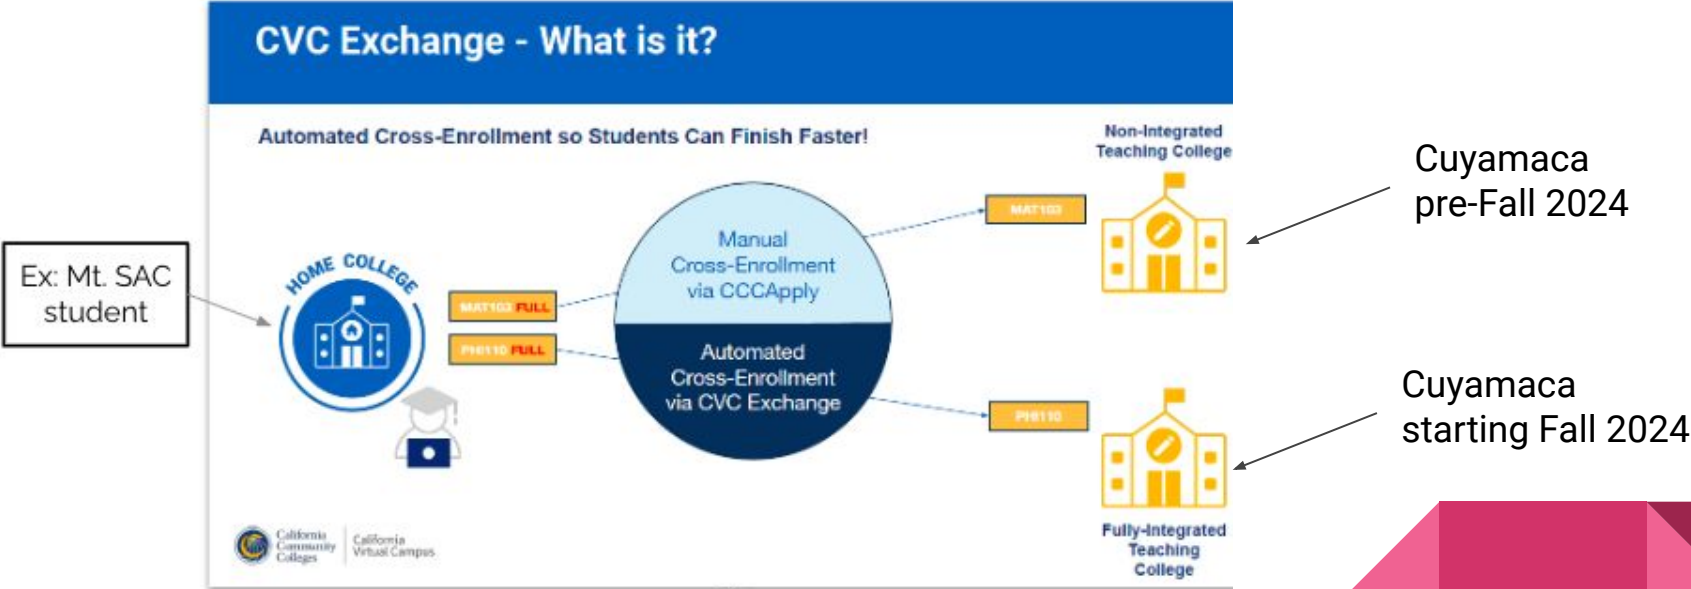 CVC Exchange - What is it?
Automated Cross-Enrollment so Students Can Finish Faster!
Non-Integrated
Teaching College
Cuyamaca
pre-Fall 2024
MAT103
Manual
Cross-Enrollment
via CCCApply
Ex: Mt. SAC
student
HOME COLLEGE
MAT103 FULL
PHI110 FULL
Automated
Cross-Enrollment
via CVC Exchange
PHI110
Cuyamaca
starting Fall 2024
Fully-Integrated
Teaching
College
California
Community
Colleges
California
Virtual Campus